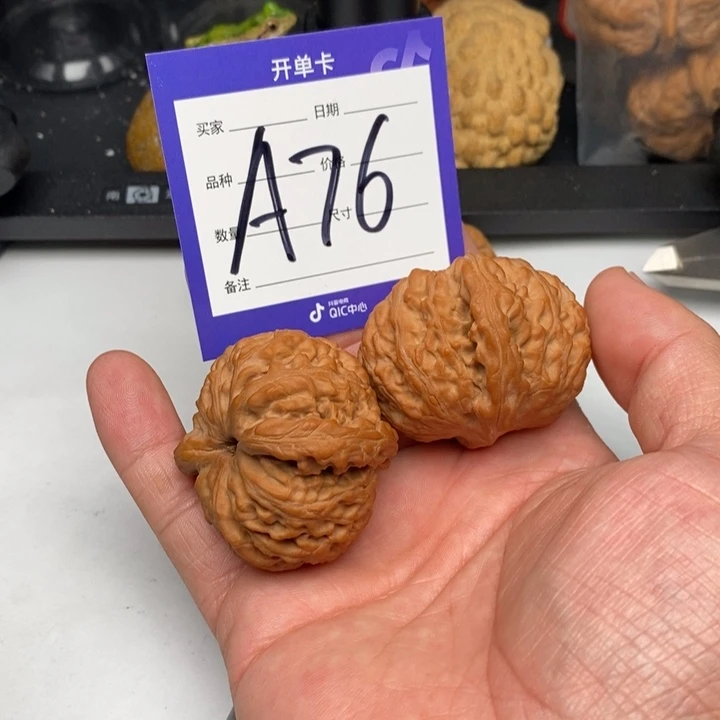 开单卡
买家 日期
品种 价格
A76
数量 尺寸
备注
抖音电商
QIC中心